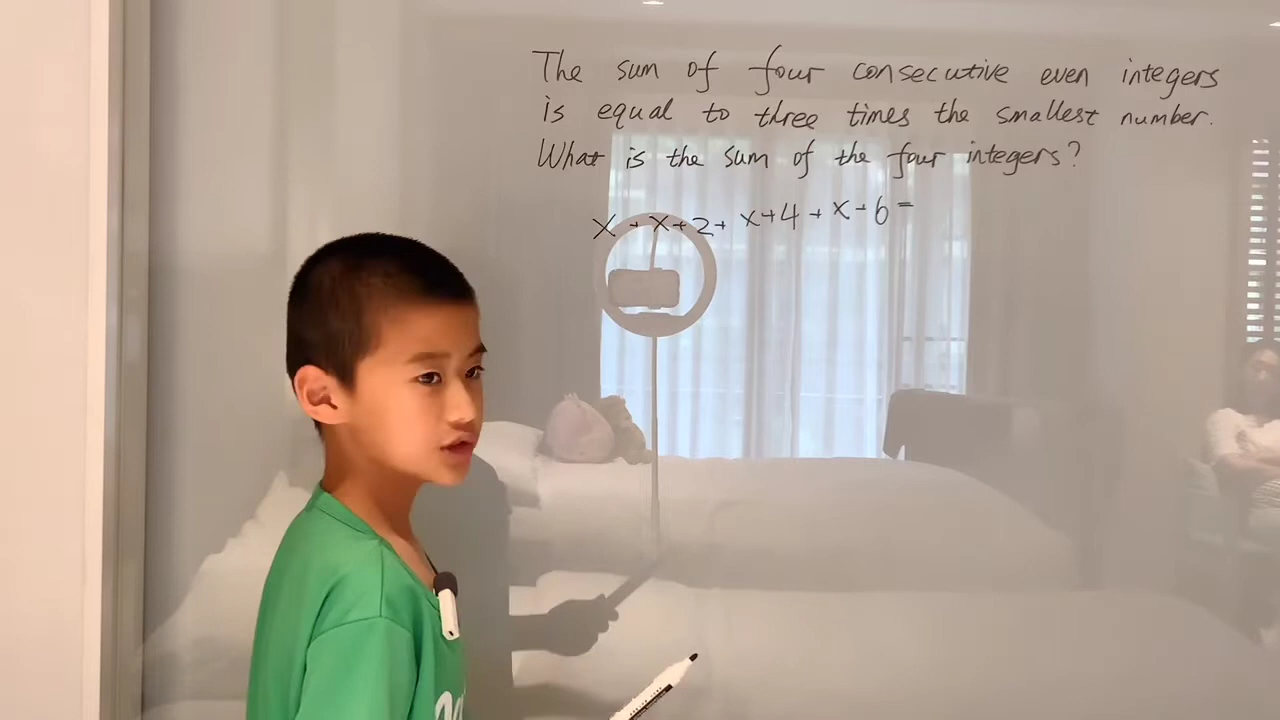 The sum of four consecutive even integers
is equal to three times the smallest number.
What is the sum of the four integers?
x + x + 2 + x + 4 + x + 6 =